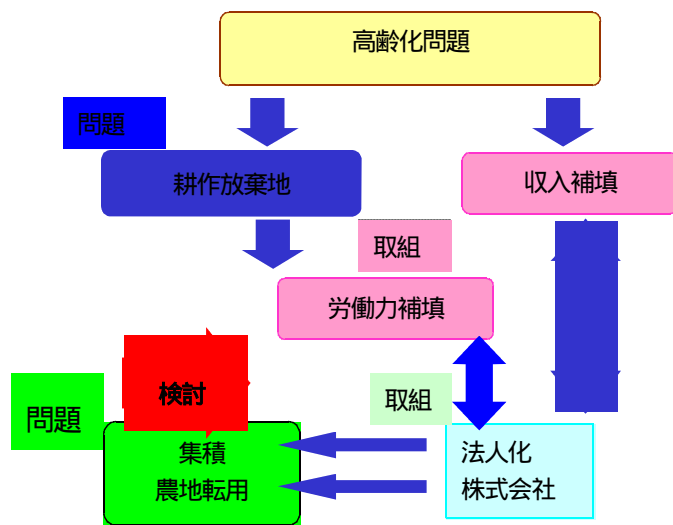 高齢化問題
問題
耕作放棄地
収入補填
取組
労働力補填
検討
問題
取組
集積
農地転用
法人化
株式会社